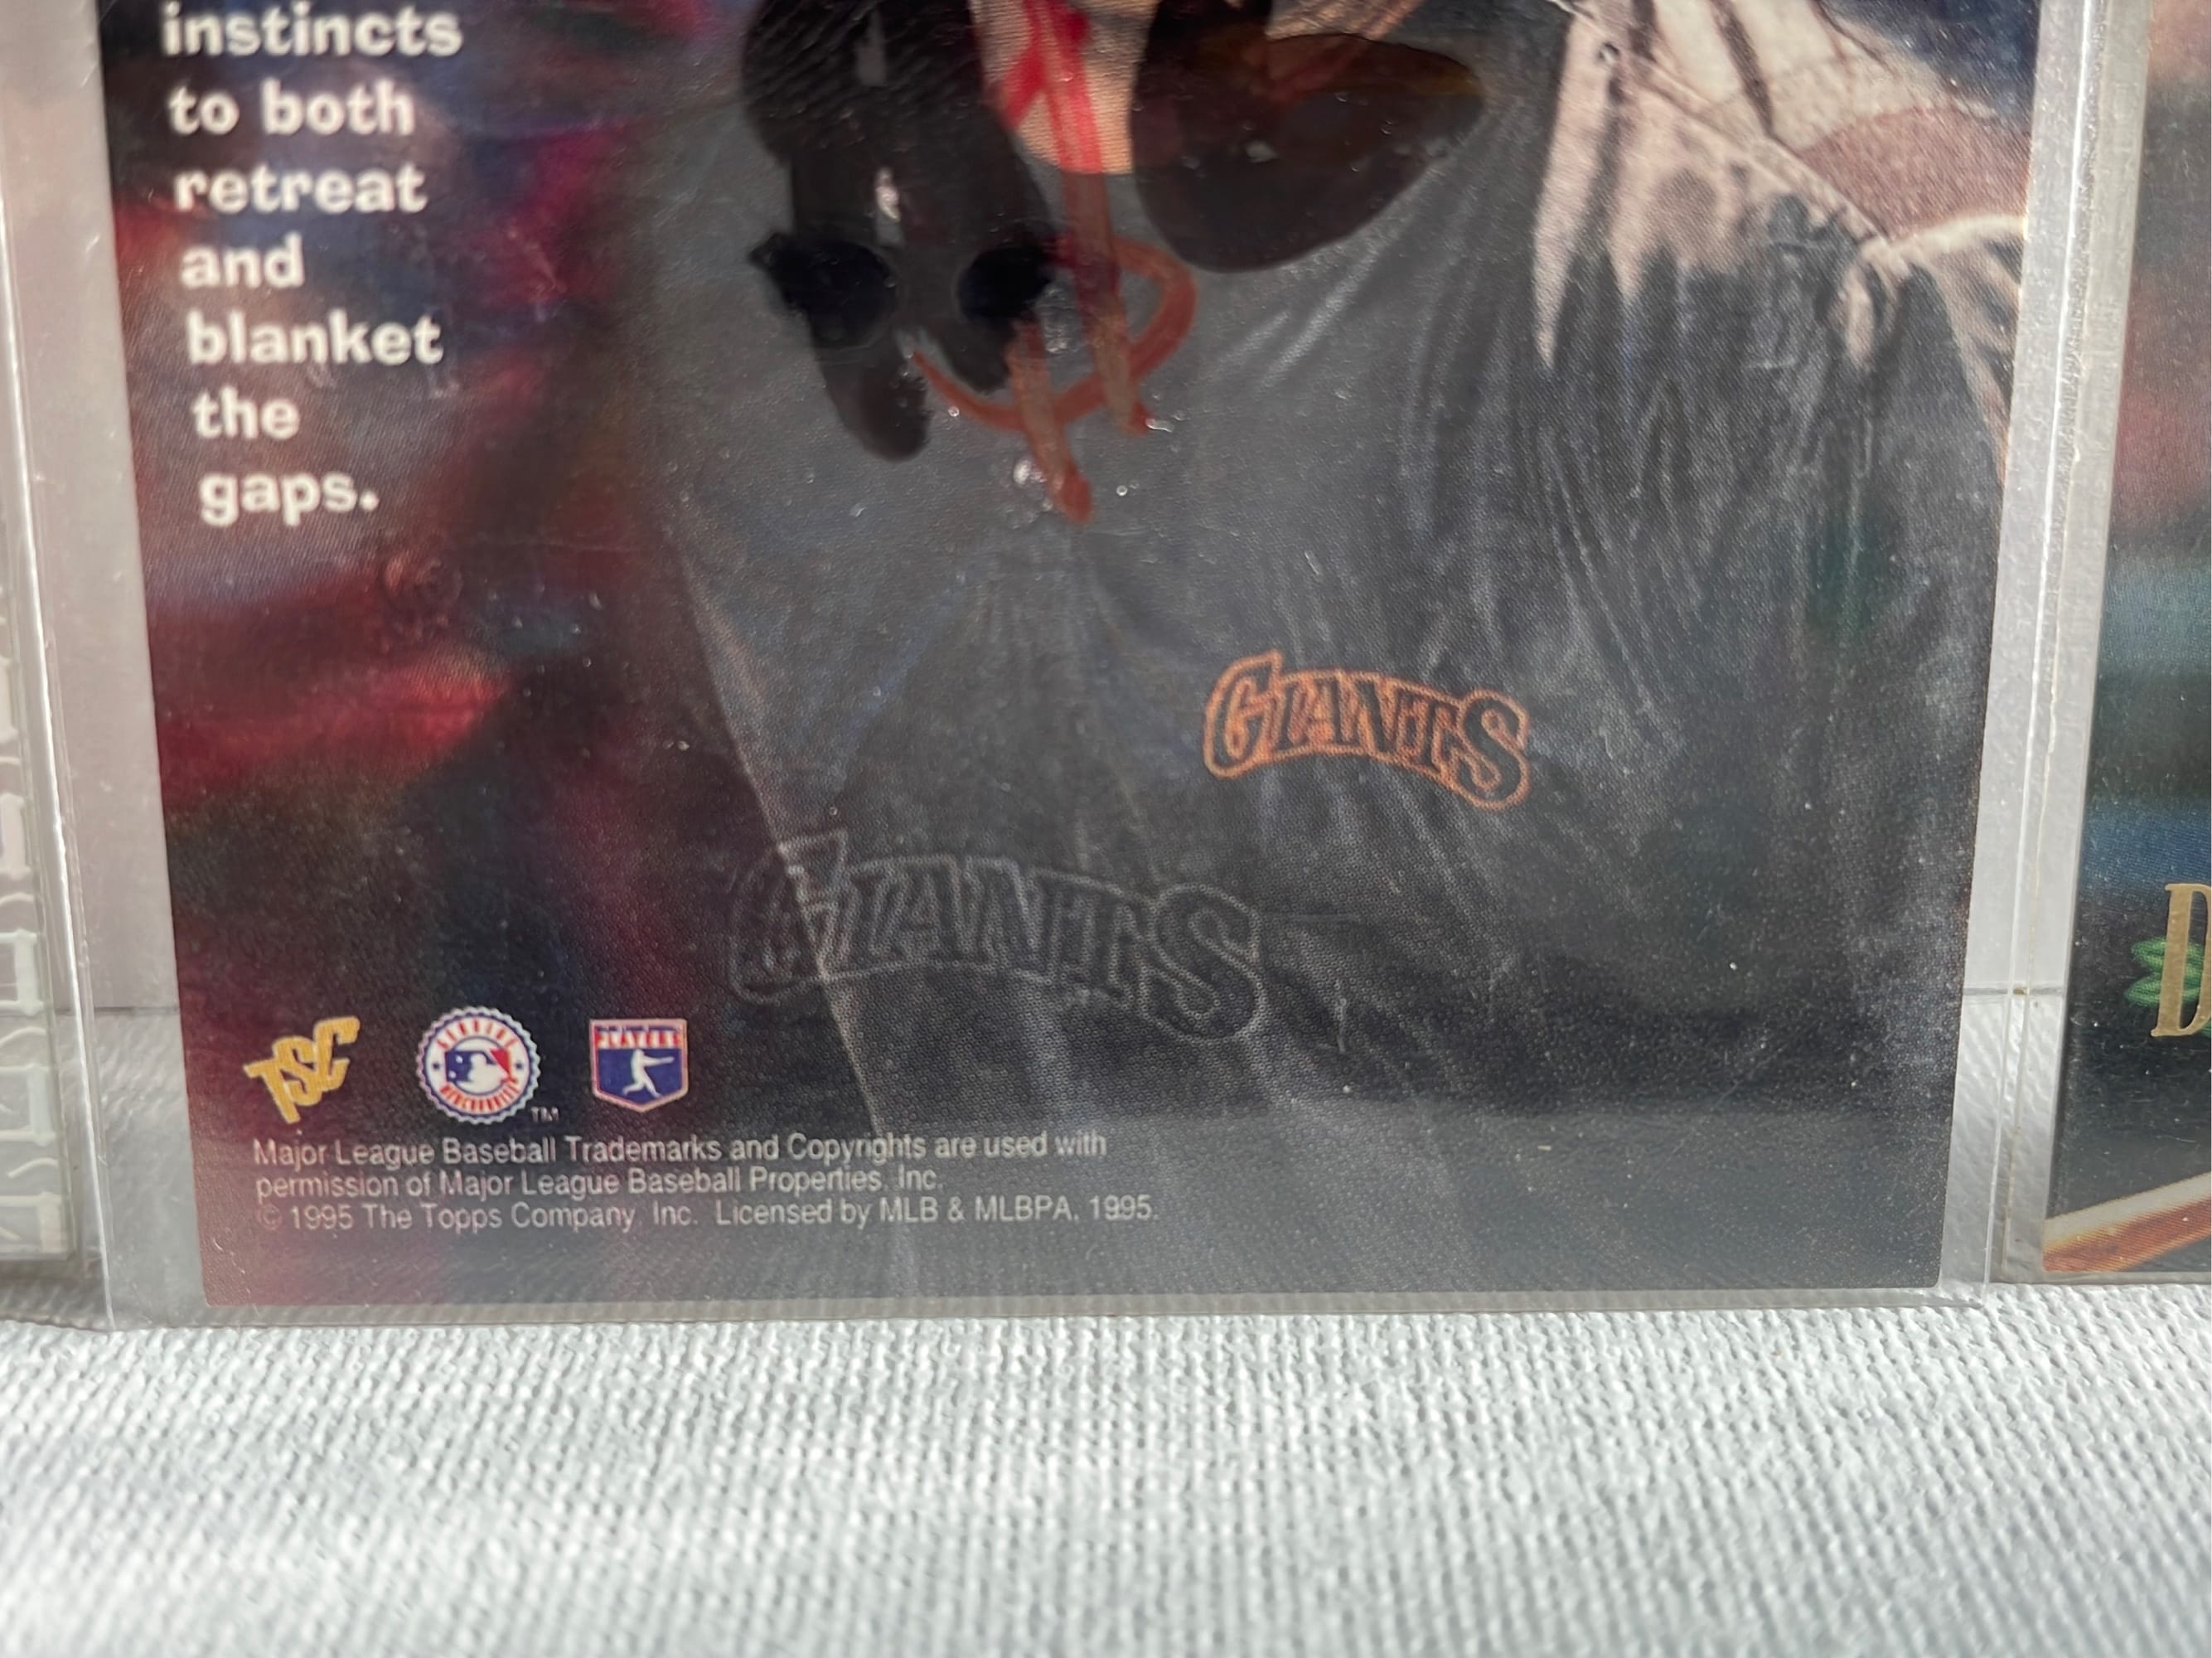 instincts
to both
retreat
and
blanket
the
gaps.
GIANTS
GIANTS
TSC
PLAYERS
TM
Major League Baseball Trademarks and Copyrights are used with
permission of Major League Baseball Properties, Inc.
© 1995 The Topps Company, Inc. Licensed by MLB & MLBPA, 1995.
D